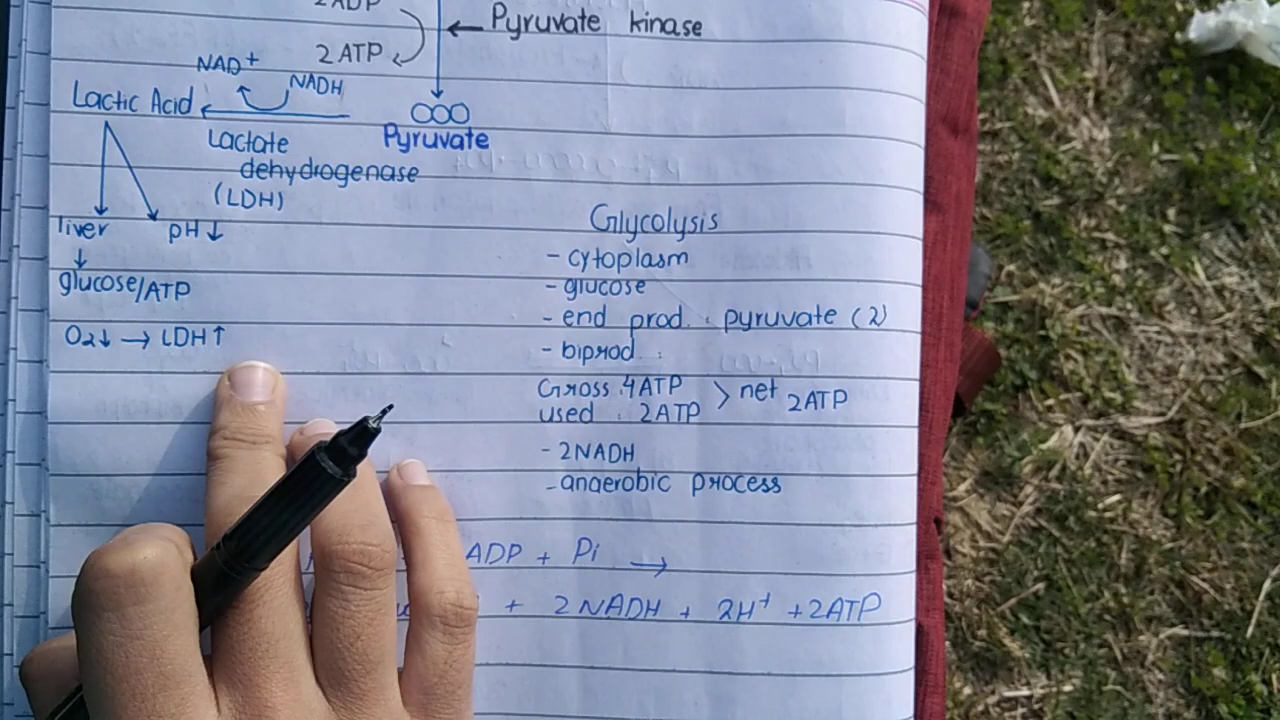 2 ADP
← Pyruvate kinase
2 ATP
NAD+
NADH
Lactic Acid
Pyruvate
Lactate
dehydrogenase
(LDH)
liver
pH ↓
↓
glucose/ATP
O2↓ → LDH ↑
Glycolysis
- cytoplasm
- glucose
- end prod. pyruvate (2)
- biprod :
Gross 4ATP > net 2ATP
used 2ATP
- 2NADH
- anaerobic process
ADP + Pi →
+ 2NADH + 2H+ + 2ATP